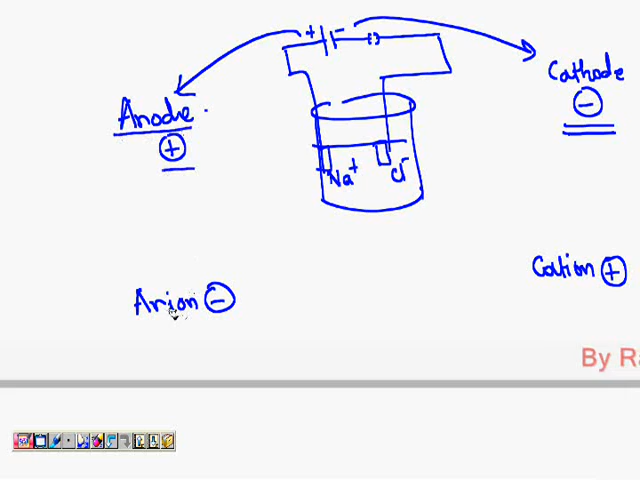 + -
Cathode
-
Anode
+
Na+ Cl-
Cation +
Anion -
By Ra